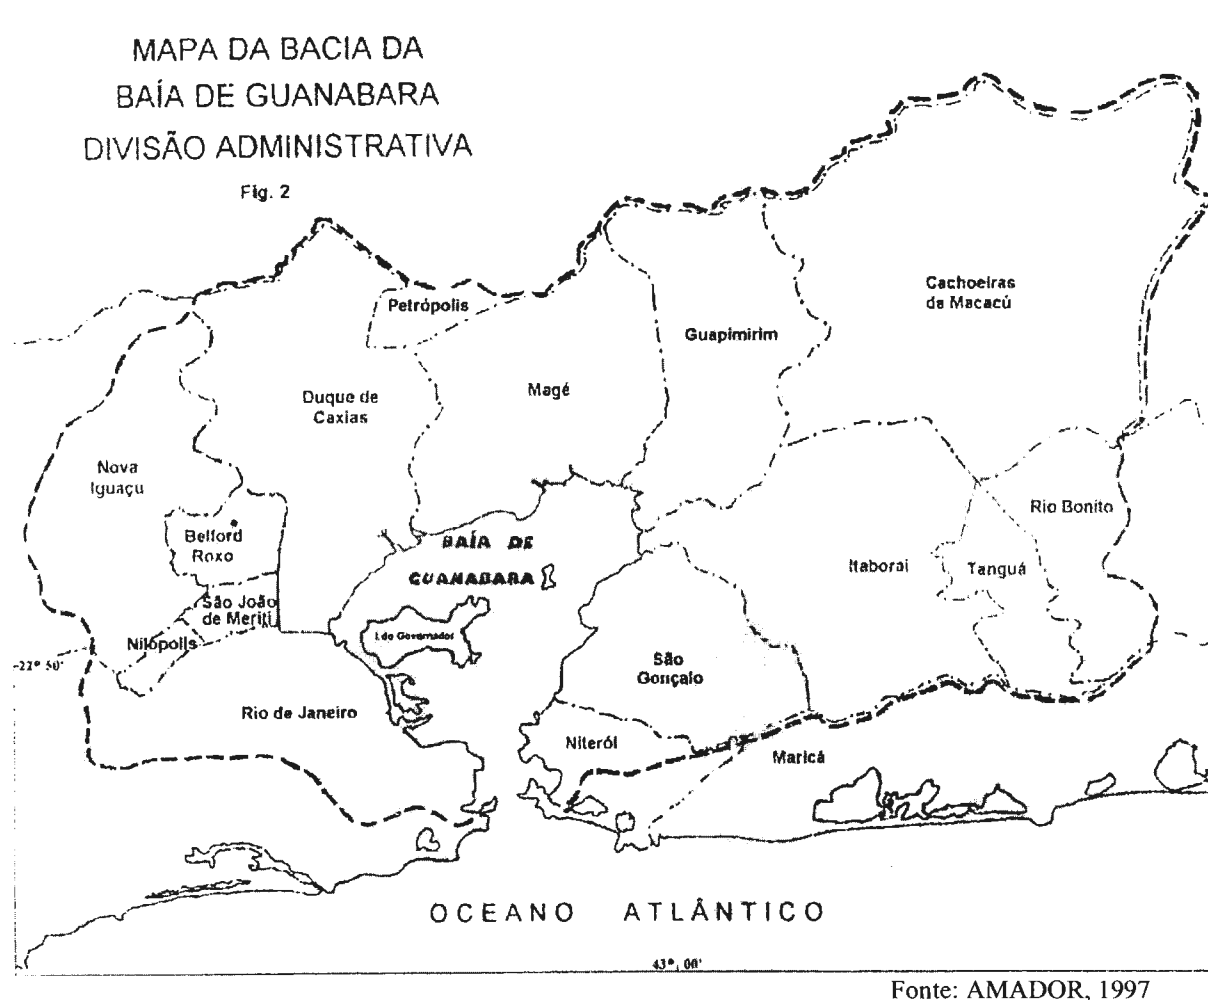 MAPA DA BACIA DA
BAÍA DE GUANABARA
DIVISÃO ADMINISTRATIVA
Fig. 2
Cachoeiras
de Macacú
Petrópolis
Guapimirim
Magé
Duque de
Caxias
Nova
Iguaçu
Rio Bonito
Belford
Roxo
BAÍA DE
GUANABARA
Itaboraí
Tanguá
São João
de Meriti
I. do Governador
Nilópolis
-22° 50'
São
Gonçalo
Rio de Janeiro
Niterói
Maricá
OCEANO ATLÂNTICO
43°, 00'
Fonte: AMADOR, 1997